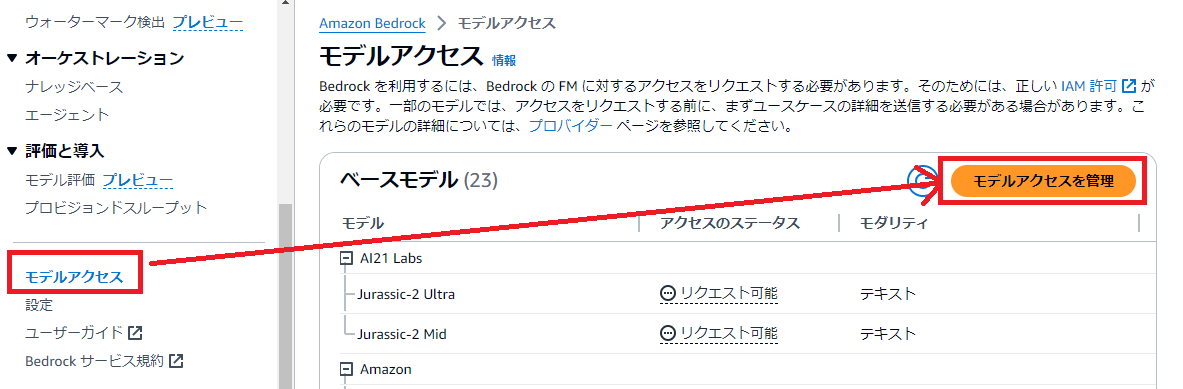 ウォーターマーク検出 プレビュー
オーケストレーション
ナレッジベース
エージェント
評価と導入
モデル評価 プレビュー
プロビジョンドスループット
モデルアクセス
設定
ユーザーガイド
Bedrock サービス規約
Amazon Bedrock > モデルアクセス
モデルアクセス 情報
Bedrock を利用するには、Bedrock の FM に対するアクセスをリクエストする必要があります。そのためには、正しい IAM 許可 が
必要です。一部のモデルでは、アクセスをリクエストする前に、まずユースケースの詳細を送信する必要がある場合があります。こ
れらのモデルの詳細については、プロバイダー ページを参照してください。
ベースモデル (23)
モデルアクセスを管理
モデル アクセスのステータス モダリティ
AI21 Labs
Jurassic-2 Ultra リクエスト可能 テキスト
Jurassic-2 Mid リクエスト可能 テキスト
Amazon